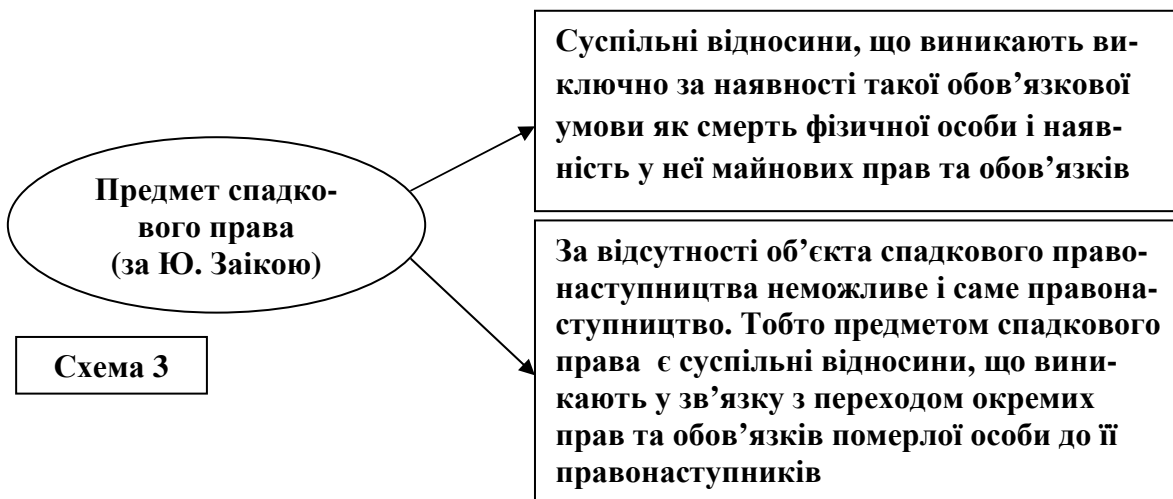 Суспільні відносини, що виникають ви-
ключно за наявності такої обов’язкової
умови як смерть фізичної особи і наяв-
ність у неї майнових прав та обов’язків
Предмет спадко-
вого права
(за Ю. Заікою)
За відсутності об’єкта спадкового право-
наступництва неможливе і саме правона-
ступництво. Тобто предметом спадкового
права є суспільні відносини, що вини-
кають у зв’язку з переходом окремих
прав та обов’язків померлої особи до її
правонаступників
Схема 3